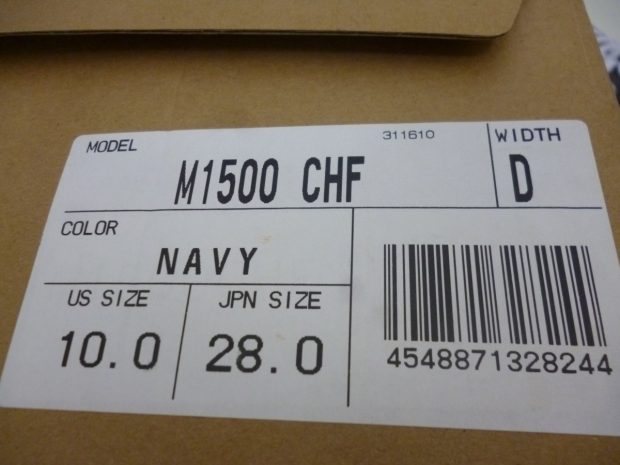 MODEL
311610
WIDTH
M1500 CHF
D
COLOR
NAVY
US SIZE
JPN SIZE
10.0
28.0
4548871328244